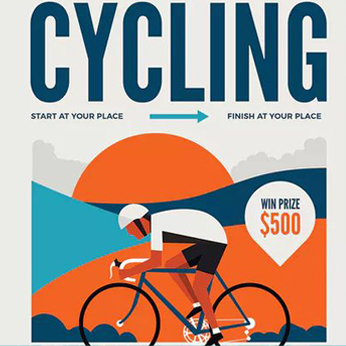 CYCLING
START AT YOUR PLACE
FINISH AT YOUR PLACE
WIN PRIZE
$500